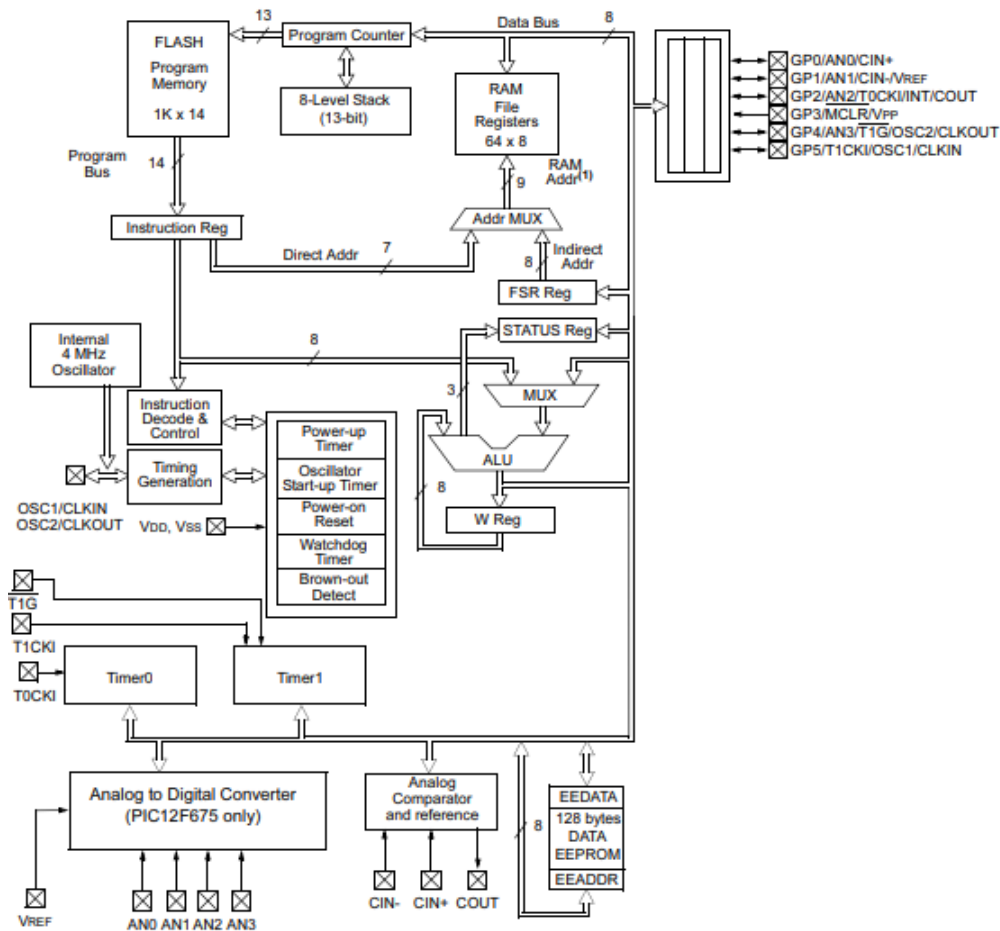 13
Data Bus
8
FLASH
Program
Memory
1K x 14
Program Counter
8-Level Stack
(13-bit)
RAM
File
Registers
64 x 8
GP0/AN0/CIN+
GP1/AN1/CIN-/VREF
GP2/AN2/T0CKI/INT/COUT
GP3/MCLR/VPP
GP4/AN3/T1G/OSC2/CLKOUT
GP5/T1CKI/OSC1/CLKIN
Program
Bus
14
RAM
Addr(1)
9
Addr MUX
Instruction Reg
Direct Addr
7
8
Indirect
Addr
FSR Reg
STATUS Reg
Internal
4 MHz
Oscillator
8
3
MUX
Instruction
Decode &
Control
Power-up
Timer
ALU
Timing
Generation
Oscillator
Start-up Timer
8
OSC1/CLKIN
OSC2/CLKOUT
VDD, VSS
Power-on
Reset
W Reg
Watchdog
Timer
Brown-out
Detect
T1G
T1CKI
T0CKI
Timer0
Timer1
Analog to Digital Converter
(PIC12F675 only)
Analog
Comparator
and reference
8
EEDATA
128 bytes
DATA
EEPROM
EEADDR
VREF
AN0 AN1 AN2 AN3
CIN- CIN+ COUT